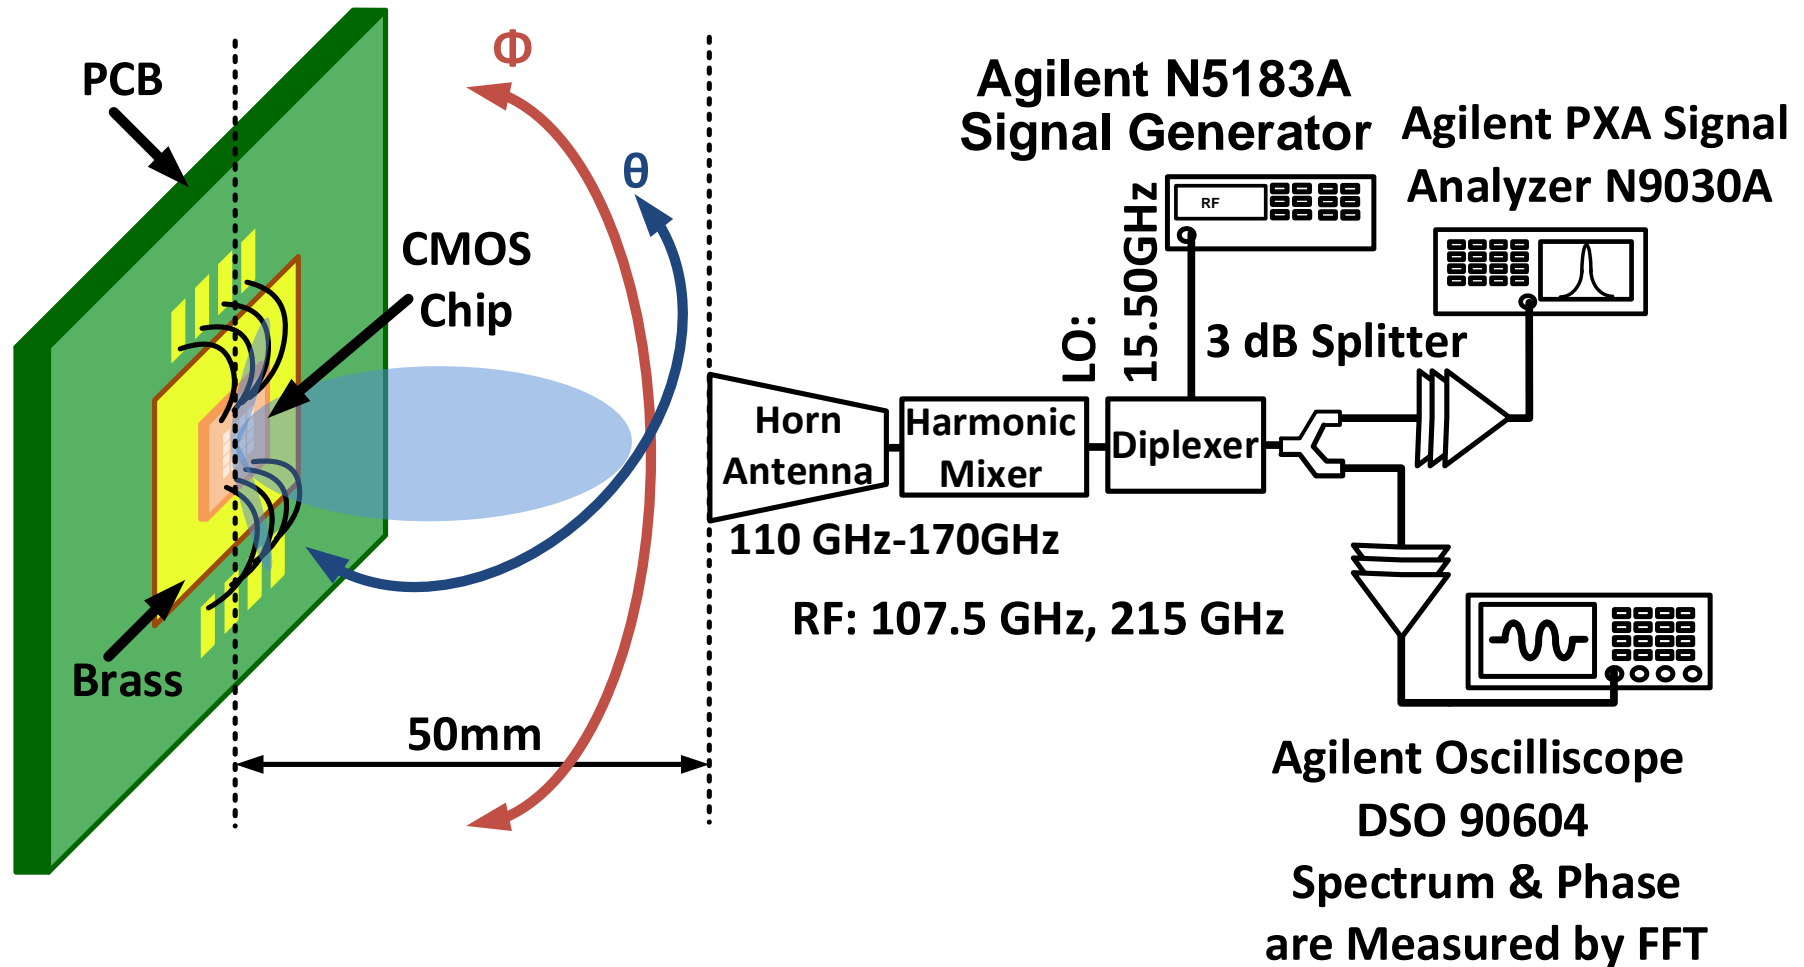 PCB
Φ
θ
CMOS
Chip
Brass
50mm
Agilent N5183A
Signal Generator
RF
Agilent PXA Signal
Analyzer N9030A
LO:
15.50GHz
3 dB Splitter
Horn
Antenna
Harmonic
Mixer
Diplexer
110 GHz-170GHz
RF: 107.5 GHz, 215 GHz
Agilent Oscilliscope
DSO 90604
Spectrum & Phase
are Measured by FFT